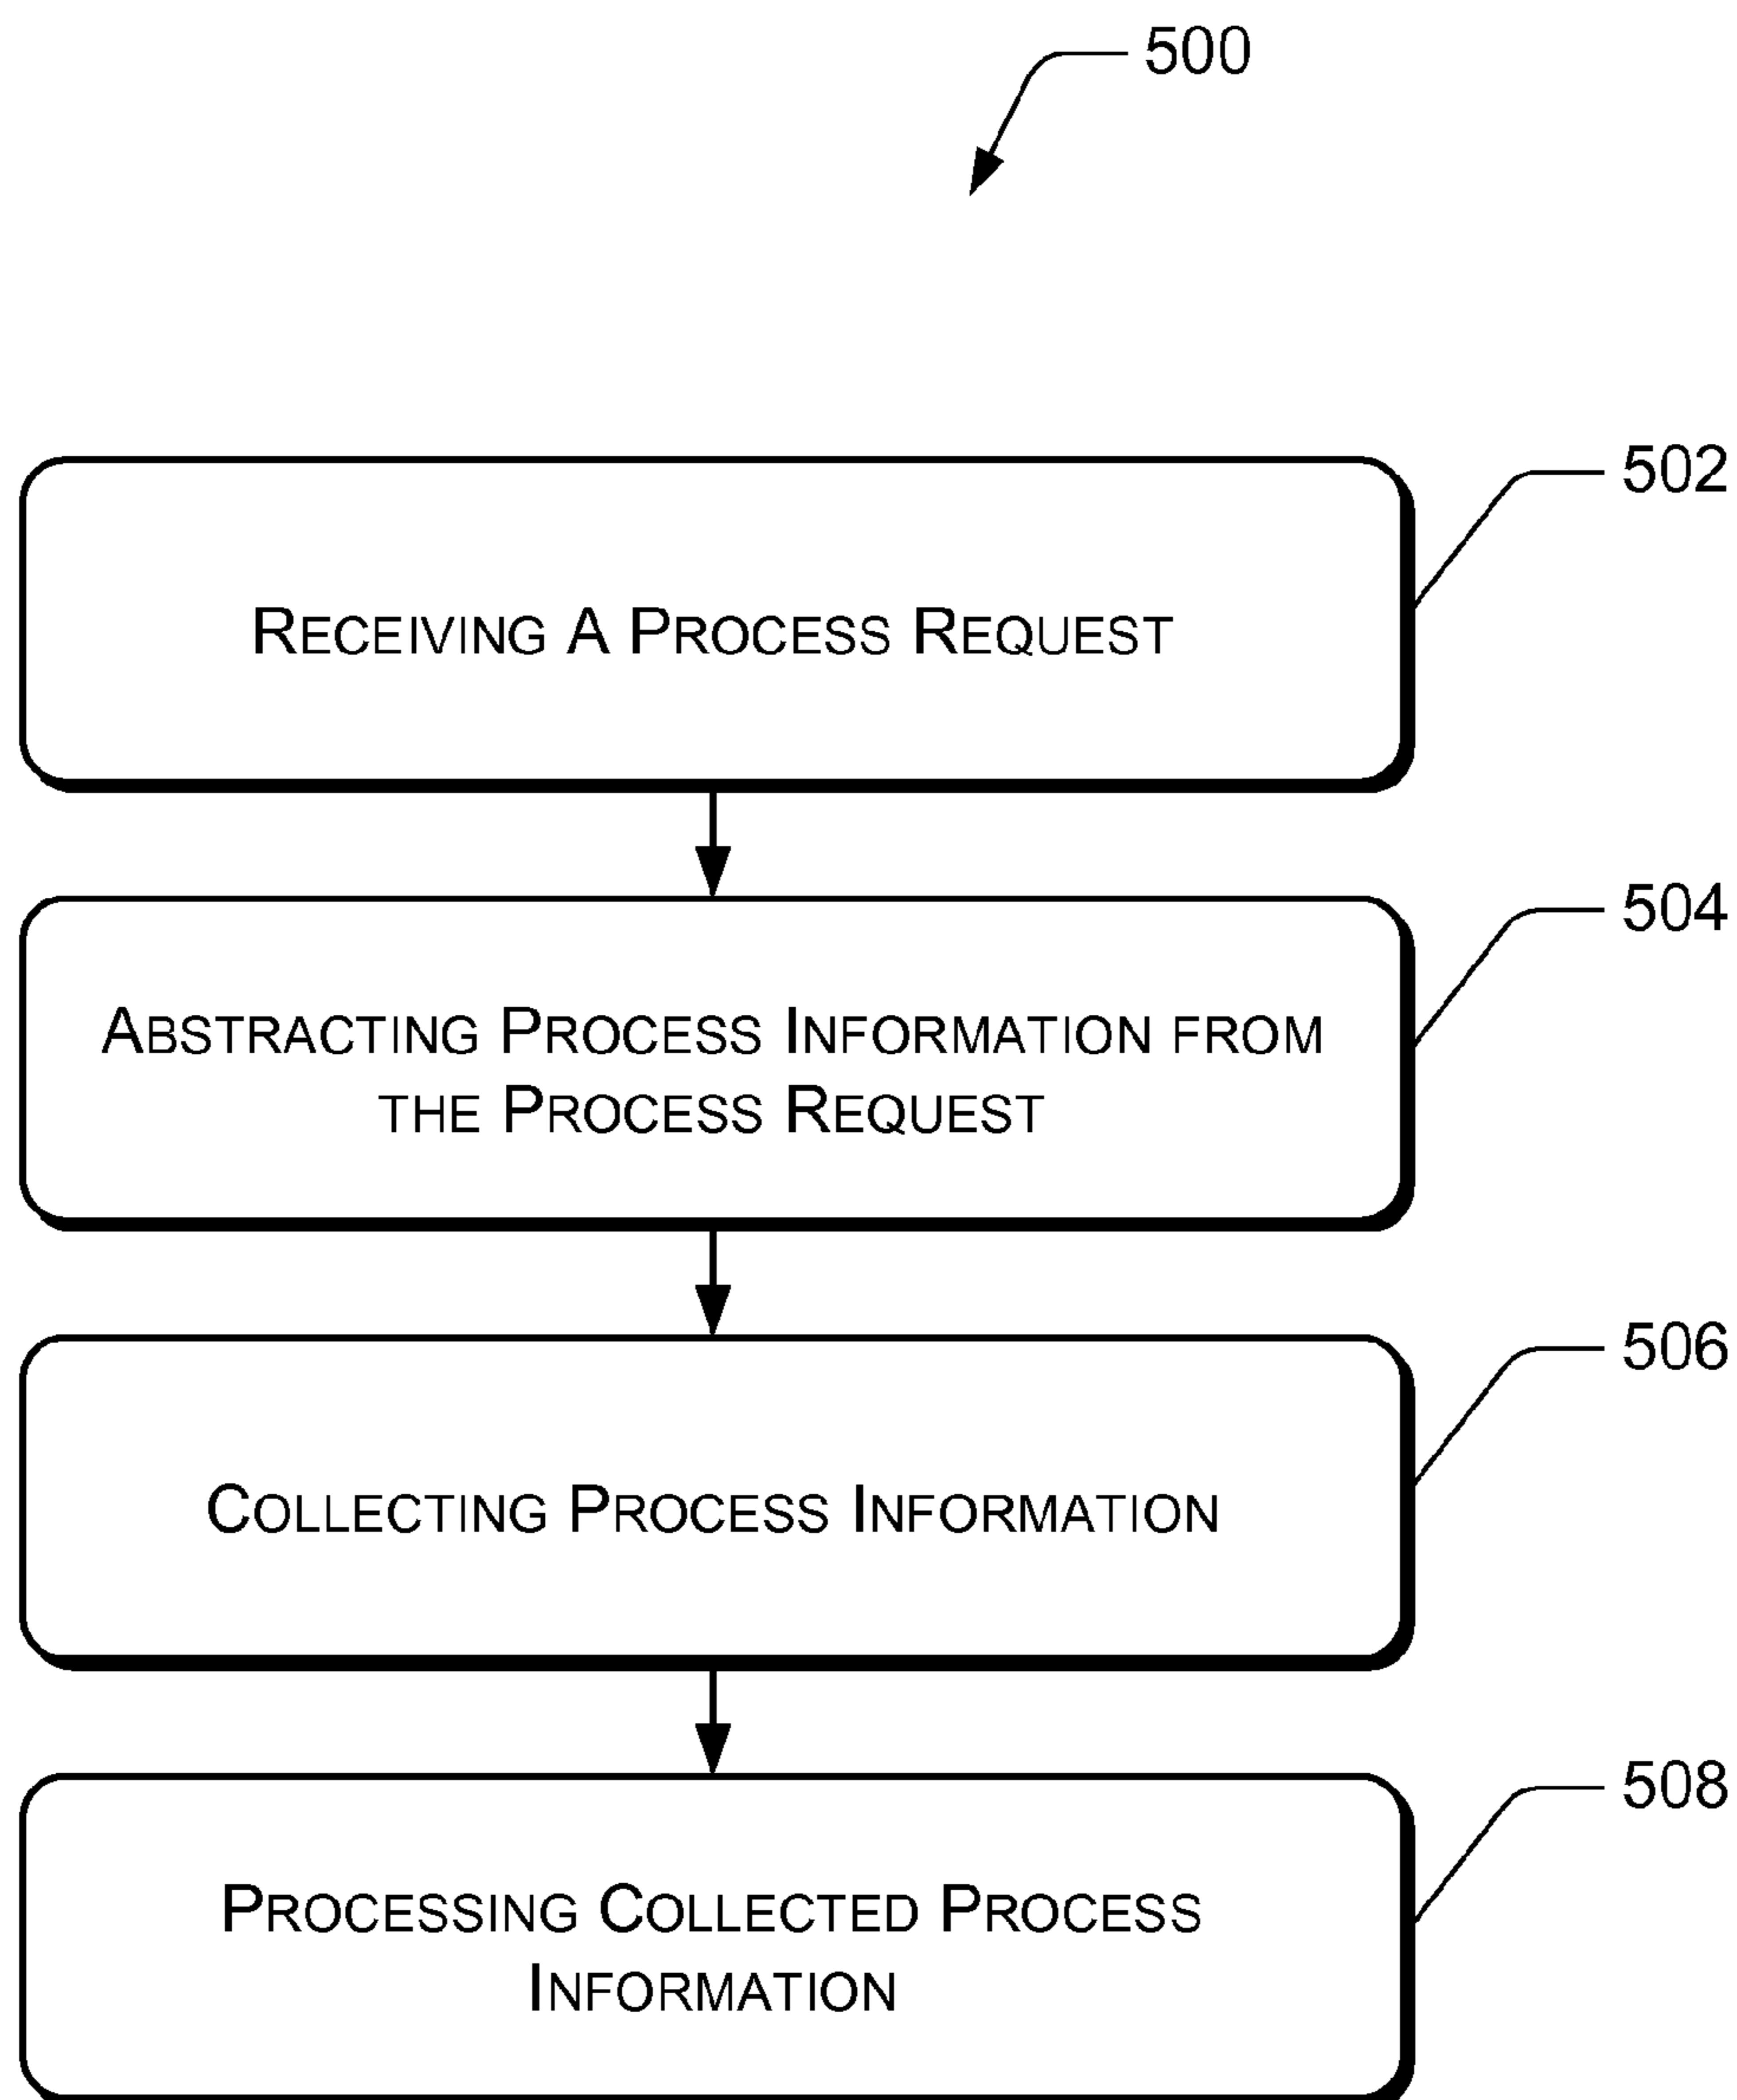 500
502
RECEIVING A PROCESS REQUEST
504
ABSTRACTING PROCESS INFORMATION FROM
THE PROCESS REQUEST
506
COLLECTING PROCESS INFORMATION
508
PROCESSING COLLECTED PROCESS
INFORMATION